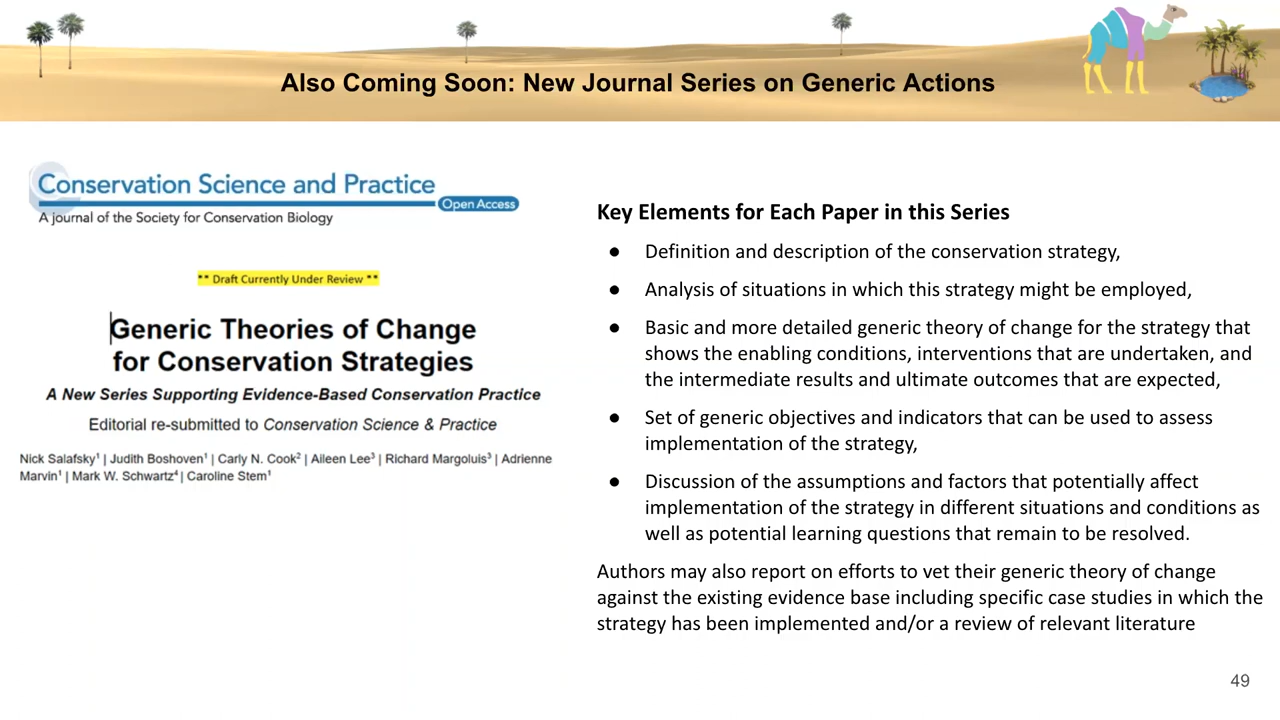 Also Coming Soon: New Journal Series on Generic Actions
Conservation Science and Practice
Open Access
A journal of the Society for Conservation Biology
** Draft Currently Under Review **
Generic Theories of Change
for Conservation Strategies
A New Series Supporting Evidence-Based Conservation Practice
Editorial re-submitted to Conservation Science & Practice
Nick Salafsky¹ | Judith Boshoven¹ | Carly N. Cook² | Aileen Lee³ | Richard Margoluis³ | Adrienne
Marvin¹ | Mark W. Schwartz⁴ | Caroline Stem¹
Key Elements for Each Paper in this Series
● Definition and description of the conservation strategy,
● Analysis of situations in which this strategy might be employed,
● Basic and more detailed generic theory of change for the strategy that
shows the enabling conditions, interventions that are undertaken, and
the intermediate results and ultimate outcomes that are expected,
● Set of generic objectives and indicators that can be used to assess
implementation of the strategy,
● Discussion of the assumptions and factors that potentially affect
implementation of the strategy in different situations and conditions as
well as potential learning questions that remain to be resolved.
Authors may also report on efforts to vet their generic theory of change
against the existing evidence base including specific case studies in which the
strategy has been implemented and/or a review of relevant literature
49